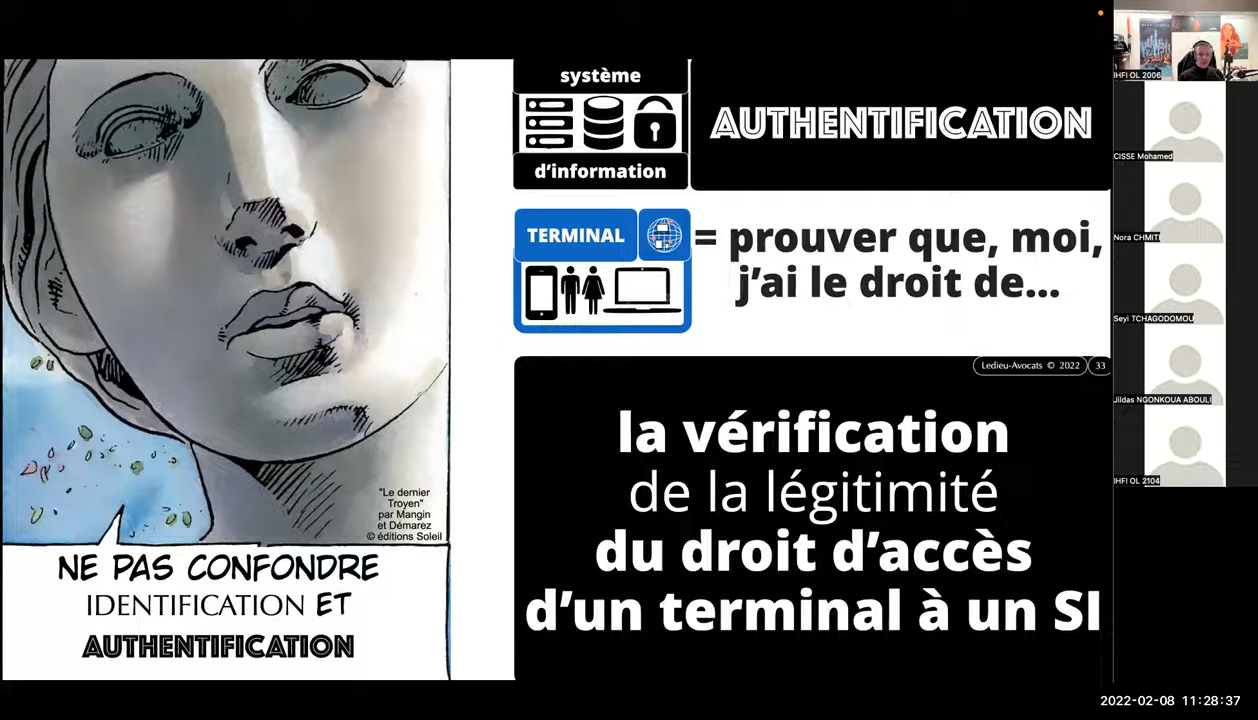 système
d’information
AUTHENTIFICATION
TERMINAL
= prouver que, moi,
j’ai le droit de...
Ledieu-Avocats © 2022
33
la vérification
de la légitimité
du droit d’accès
d’un terminal à un SI
"Le dernier
Troyen"
par Mangin
et Démarez
© éditions Soleil
NE PAS CONFONDRE
IDENTIFICATION ET
AUTHENTIFICATION
IHFI OL 2006
CISSE Mohamed
Nora CHMITI
Seyi TCHAGODOMOU
Jildas NGONKOUA ABOULI
IHFI OL 2104
2022-02-08 11:28:37